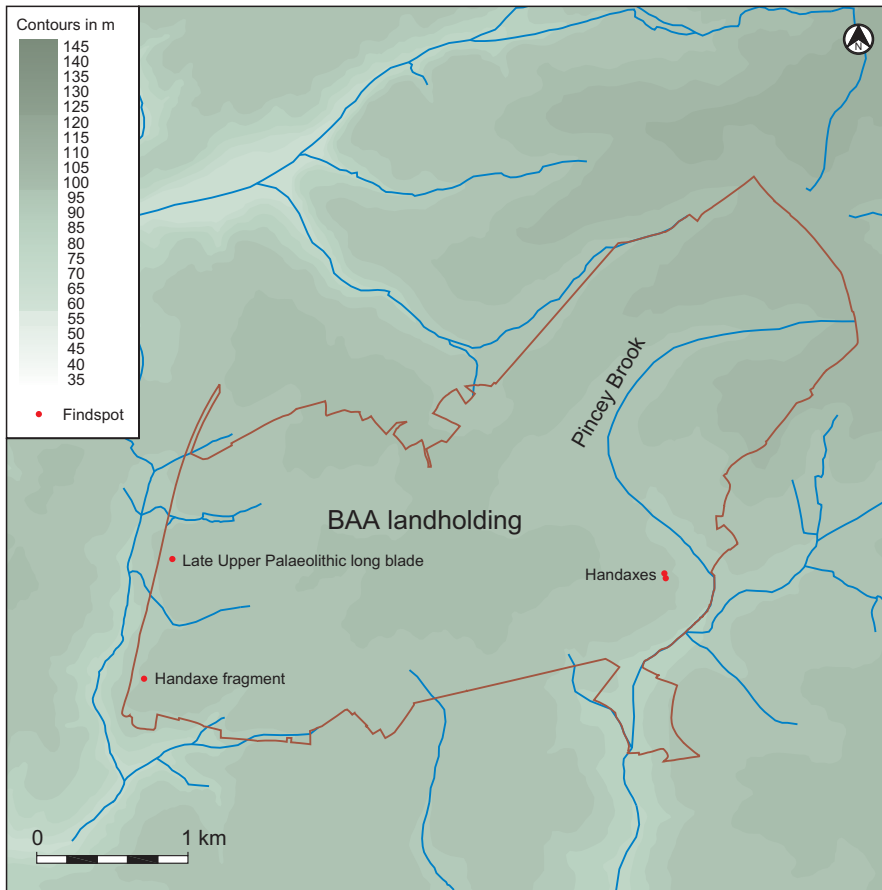 Contours in m
145
140
135
130
125
120
115
110
105
100
95
90
85
80
75
70
65
60
55
50
45
40
35
Findspot
N
Pincey Brook
BAA landholding
Late Upper Palaeolithic long blade
Handaxes
Handaxe fragment
0 1 km